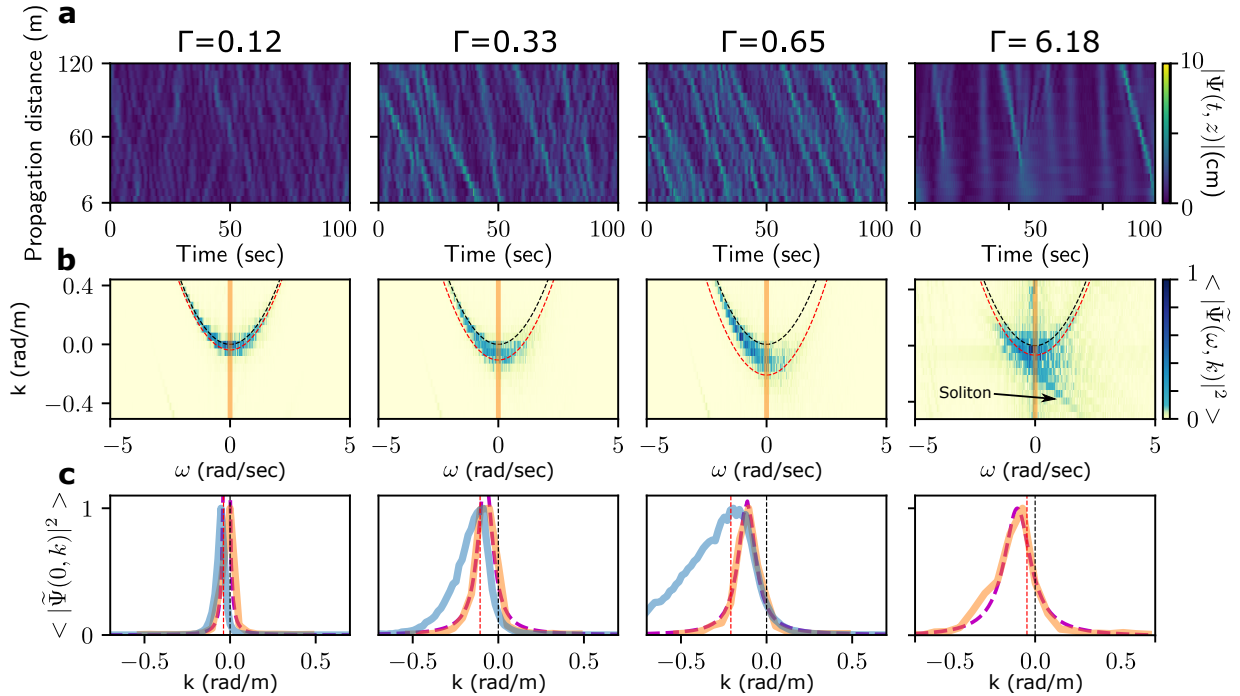 a
Γ=0.12 Γ=0.33 Γ=0.65 Γ= 6.18
Propagation distance (m)
120
60
6
0 50 100
0 50 100
0 50 100
0 50 100
Time (sec) Time (sec) Time (sec) Time (sec)
10
0
|Ψ(t, z)|(cm)
b
k (rad/m)
0.4
0.0
−0.4
−5 0 5
−5 0 5
−5 0 5
−5 0 5
ω (rad/sec) ω (rad/sec) ω (rad/sec) ω (rad/sec)
Soliton
1
0
< |Ψ̃(ω, k)|² >
c
< |Ψ̃(0, k)|² >
1
0
−0.5 0.0 0.5
−0.5 0.0 0.5
−0.5 0.0 0.5
−0.5 0.0 0.5
k (rad/m) k (rad/m) k (rad/m) k (rad/m)